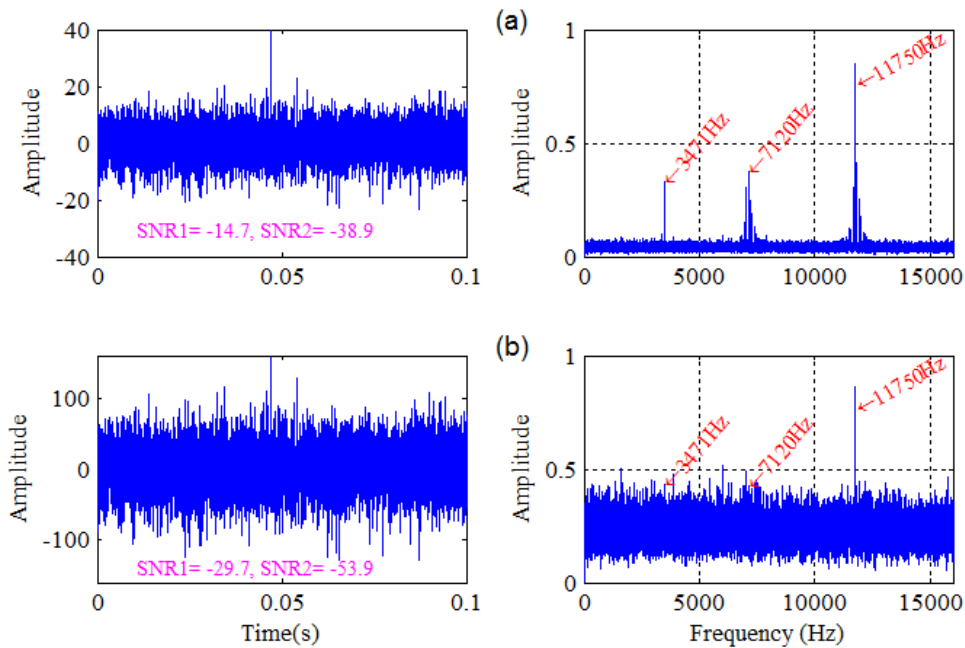 (a)
Amplitude
40
20
0
-20
-40
SNR1= -14.7, SNR2= -38.9
0
0.05
0.1
Amplitude
1
0.5
0
←3471Hz
←7120Hz
←11750Hz
0
5000
10000
15000
(b)
Amplitude
100
0
-100
SNR1= -29.7, SNR2= -53.9
0
0.05
0.1
Time(s)
Amplitude
1
0.5
0
←3471Hz
←7120Hz
←11750Hz
0
5000
10000
15000
Frequency (Hz)